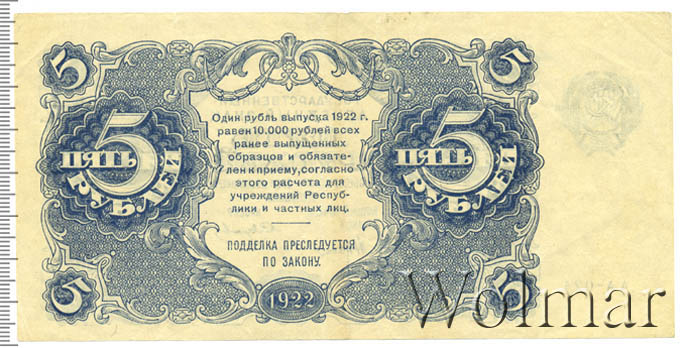 5 5
Один рубль выпуска 1922 г.
равен 10.000 рублей всех
ранее выпущенных
образцов и обязате-
лен к приему, согласно
этого расчета для
учреждений Респуб-
лики и частных лиц.
5 5
ПЯТЬ ПЯТЬ
РУБЛЕЙ РУБЛЕЙ
ПОДДЕЛКА ПРЕСЛЕДУЕТСЯ
ПО ЗАКОНУ.
5 1922 5
Wolmar